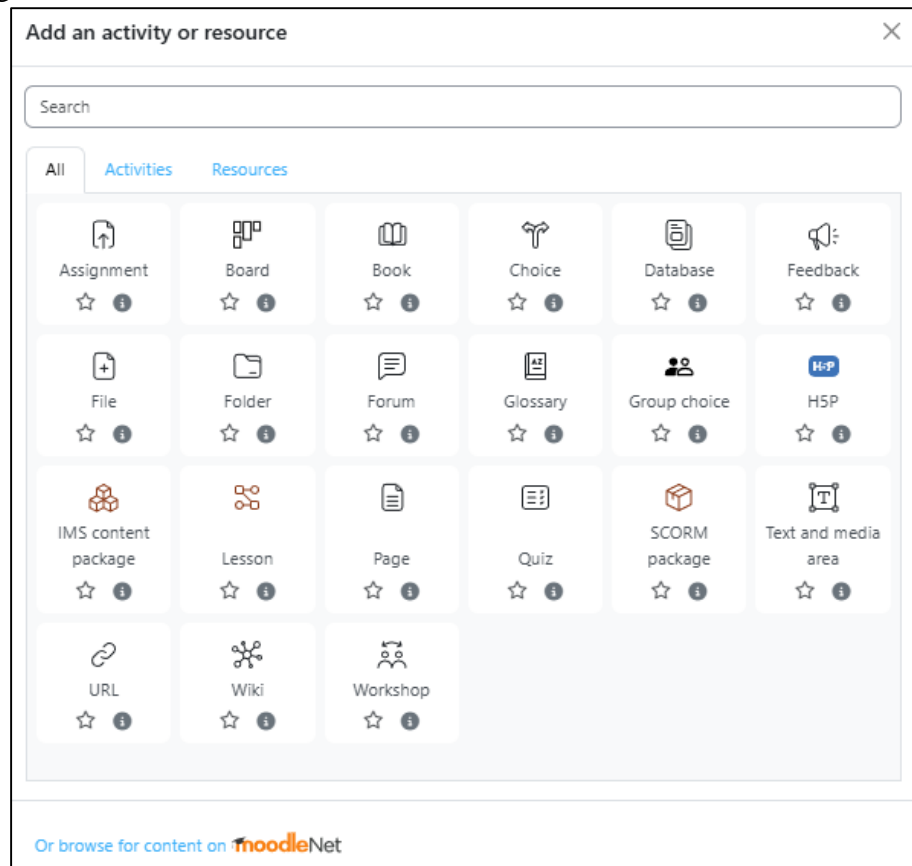 Add an activity or resource
Search
All Activities Resources
Assignment Board Book Choice Database Feedback
File Folder Forum Glossary Group choice H5P
H5P
IMS content package Lesson Page Quiz SCORM package Text and media area
URL Wiki Workshop
Or browse for content on moodleNet